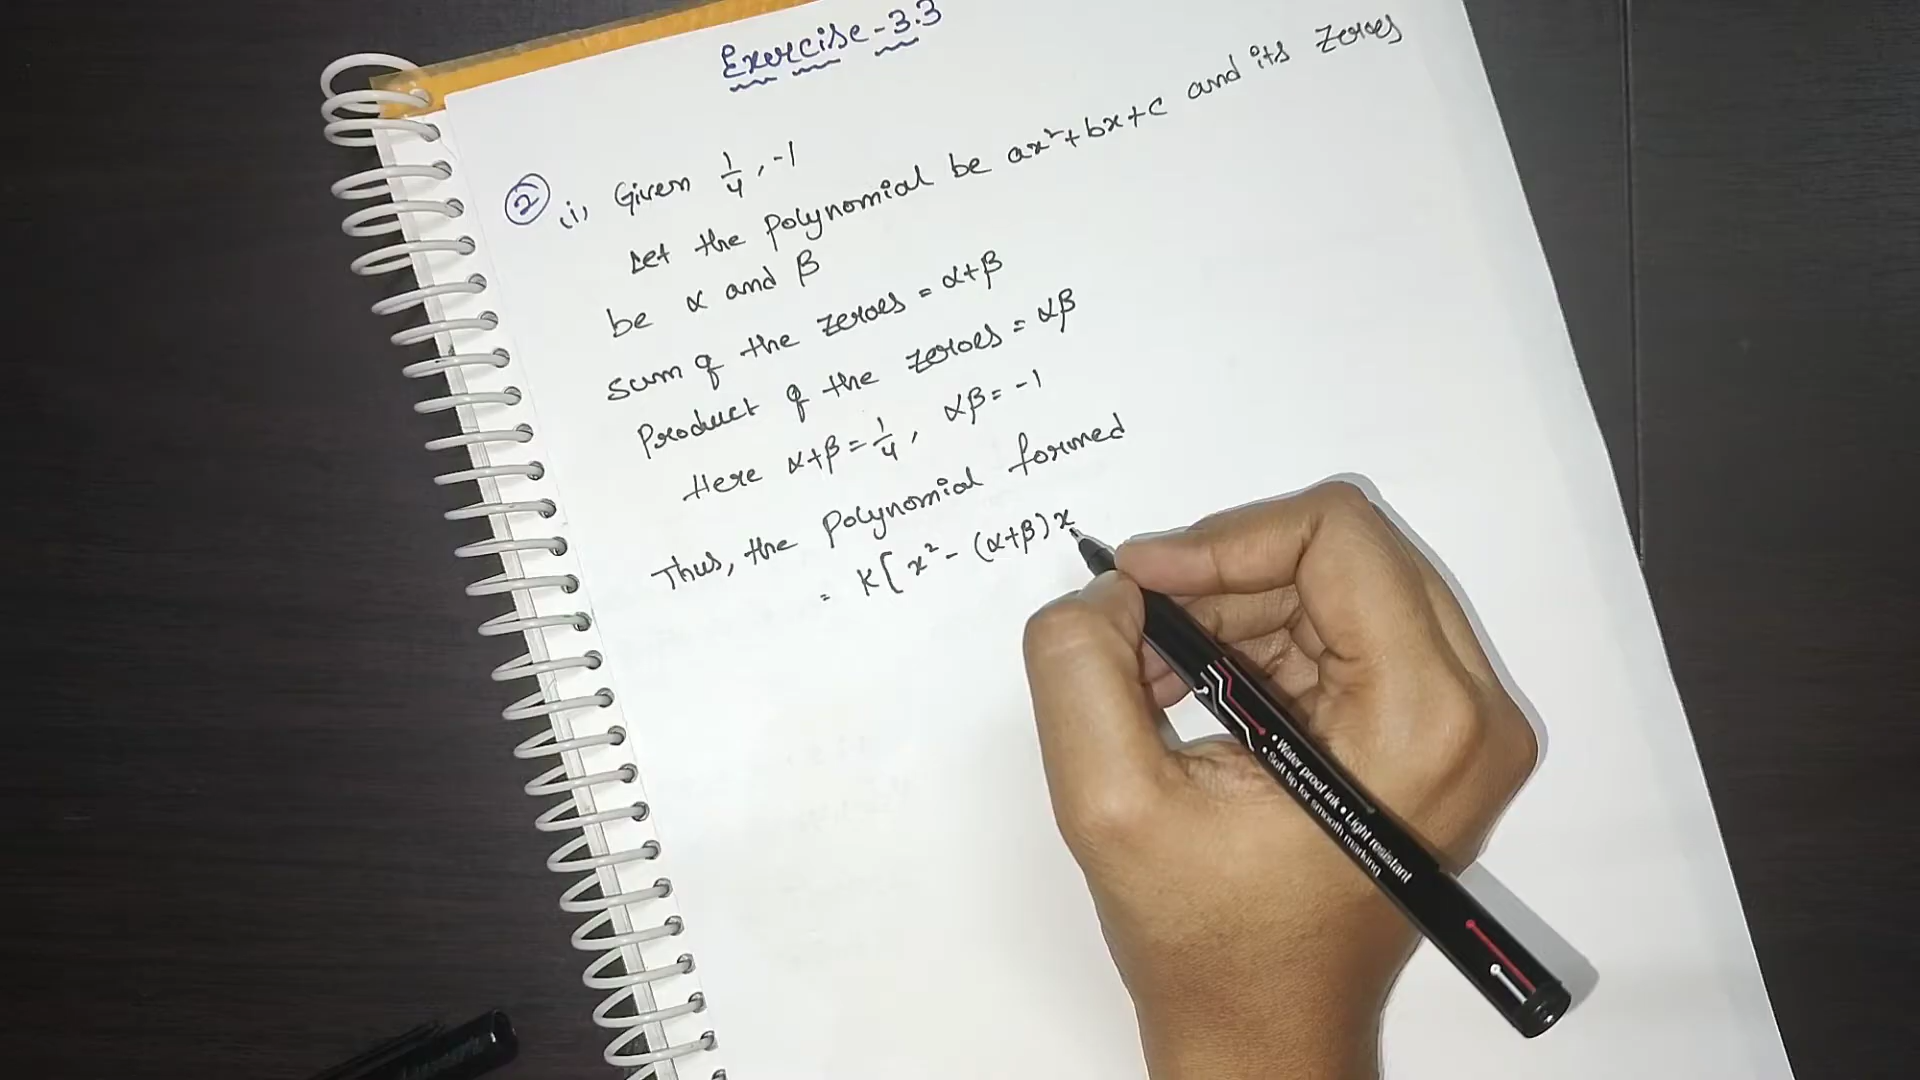 Exercise-3.3
② (i) Given 1/4, -1
Let the polynomial be ax²+bx+c and its zeroes
be α and β
Sum of the zeroes = α+β
Product of the zeroes = αβ
Here α+β = 1/4, αβ = -1
Thus, the polynomial formed
= K[x² - (α+β)x
• Water proof ink • Light resistant
• Soft tip for smooth marking